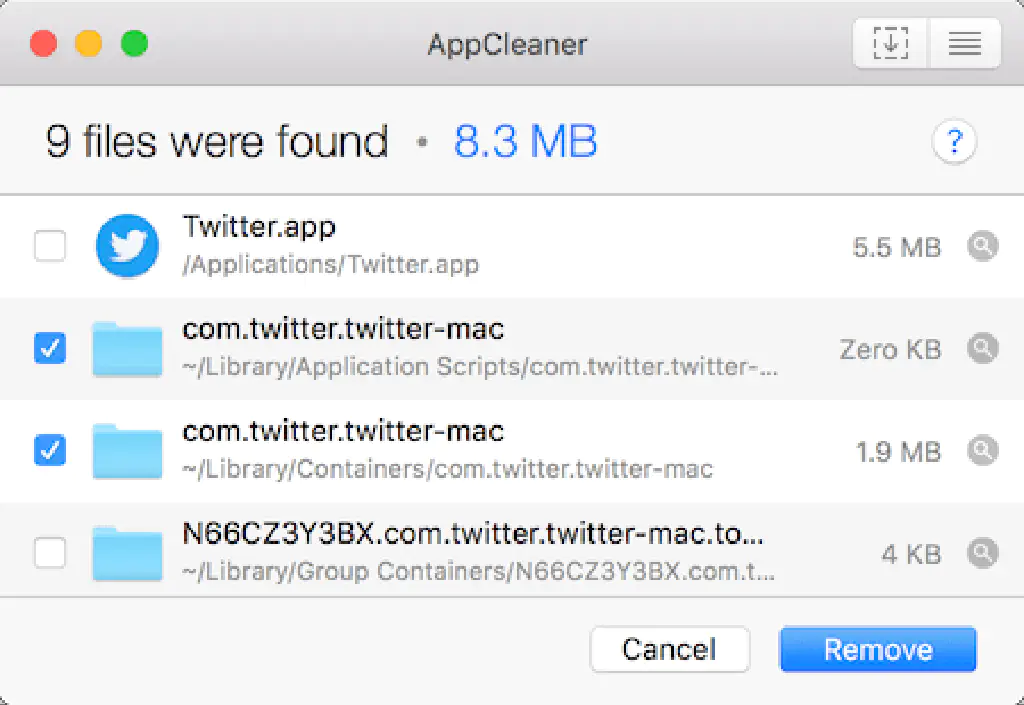 AppCleaner
9 files were found • 8.3 MB
?
Twitter.app
/Applications/Twitter.app
5.5 MB
com.twitter.twitter-mac
~/Library/Application Scripts/com.twitter.twitter-...
Zero KB
com.twitter.twitter-mac
~/Library/Containers/com.twitter.twitter-mac
1.9 MB
N66CZ3Y3BX.com.twitter.twitter-mac.to...
~/Library/Group Containers/N66CZ3Y3BX.com.t...
4 KB
Cancel
Remove